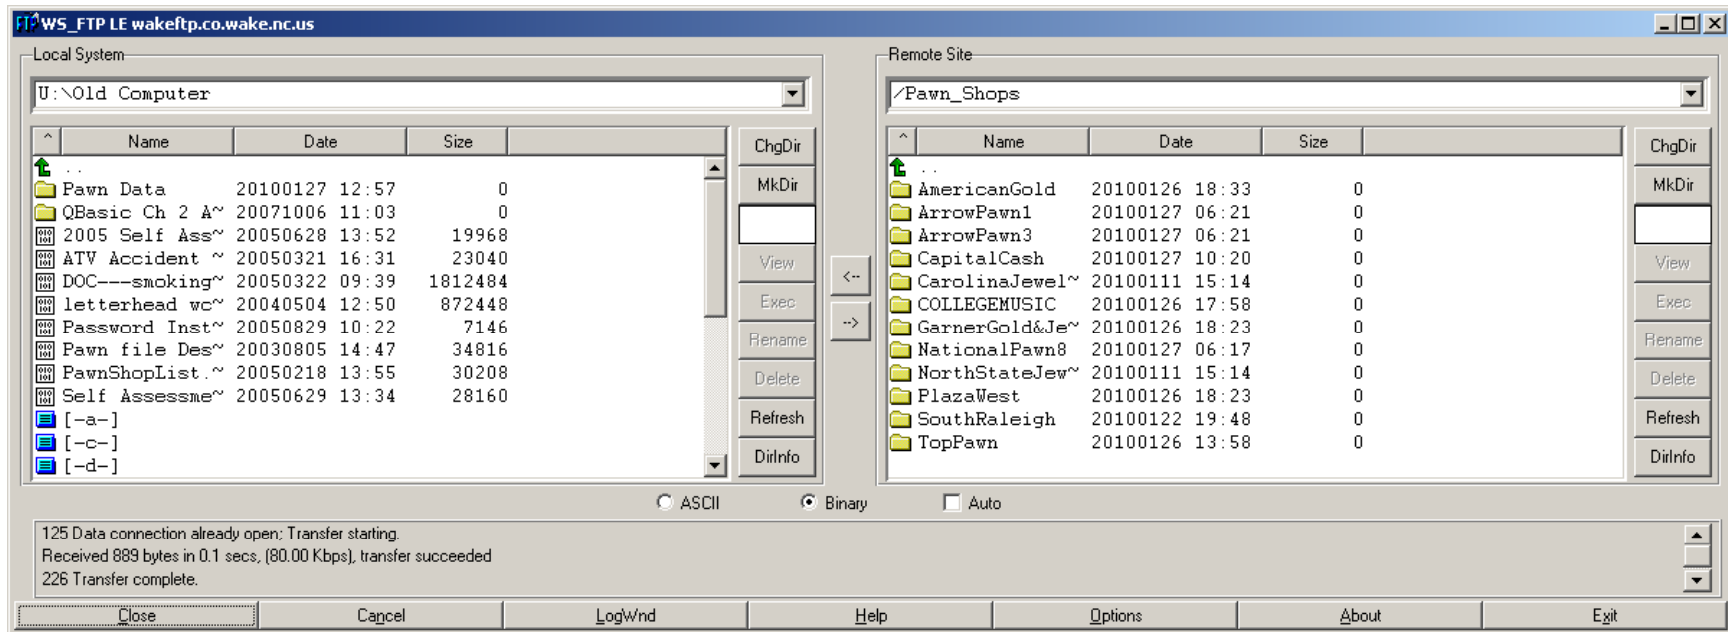 WS_FTP LE wakeftp.co.wake.nc.us
Local System
U:\Old Computer
^ Name Date Size
ChgDir
..
Pawn Data 20100127 12:57 0
MkDir
QBasic Ch 2 A~ 20071006 11:03 0
2005 Self Ass~ 20050628 13:52 19968
ATV Accident ~ 20050321 16:31 23040
View
DOC---smoking~ 20050322 09:39 1812484
letterhead wc~ 20040504 12:50 872448
Exec
Password Inst~ 20050829 10:22 7146
Rename
Pawn file Des~ 20030805 14:47 34816
PawnShopList.~ 20050218 13:55 30208
Delete
Self Assessme~ 20050629 13:34 28160
[-a-]
Refresh
[-c-]
[-d-]
DirInfo
<--
-->
Remote Site
/Pawn_Shops
^ Name Date Size
ChgDir
..
AmericanGold 20100126 18:33 0
MkDir
ArrowPawn1 20100127 06:21 0
ArrowPawn3 20100127 06:21 0
CapitalCash 20100127 10:20 0
View
CarolinaJewel~ 20100111 15:14 0
COLLEGEMUSIC 20100126 17:58 0
Exec
GarnerGold&Je~ 20100126 18:23 0
Rename
NationalPawn8 20100127 06:17 0
NorthStateJew~ 20100111 15:14 0
Delete
PlazaWest 20100126 18:23 0
SouthRaleigh 20100122 19:48 0
Refresh
TopPawn 20100126 13:58 0
DirInfo
ASCII Binary Auto
125 Data connection already open; Transfer starting.
Received 889 bytes in 0.1 secs, (80.00 Kbps), transfer succeeded
226 Transfer complete.
Close Cancel LogWnd Help Options About Exit